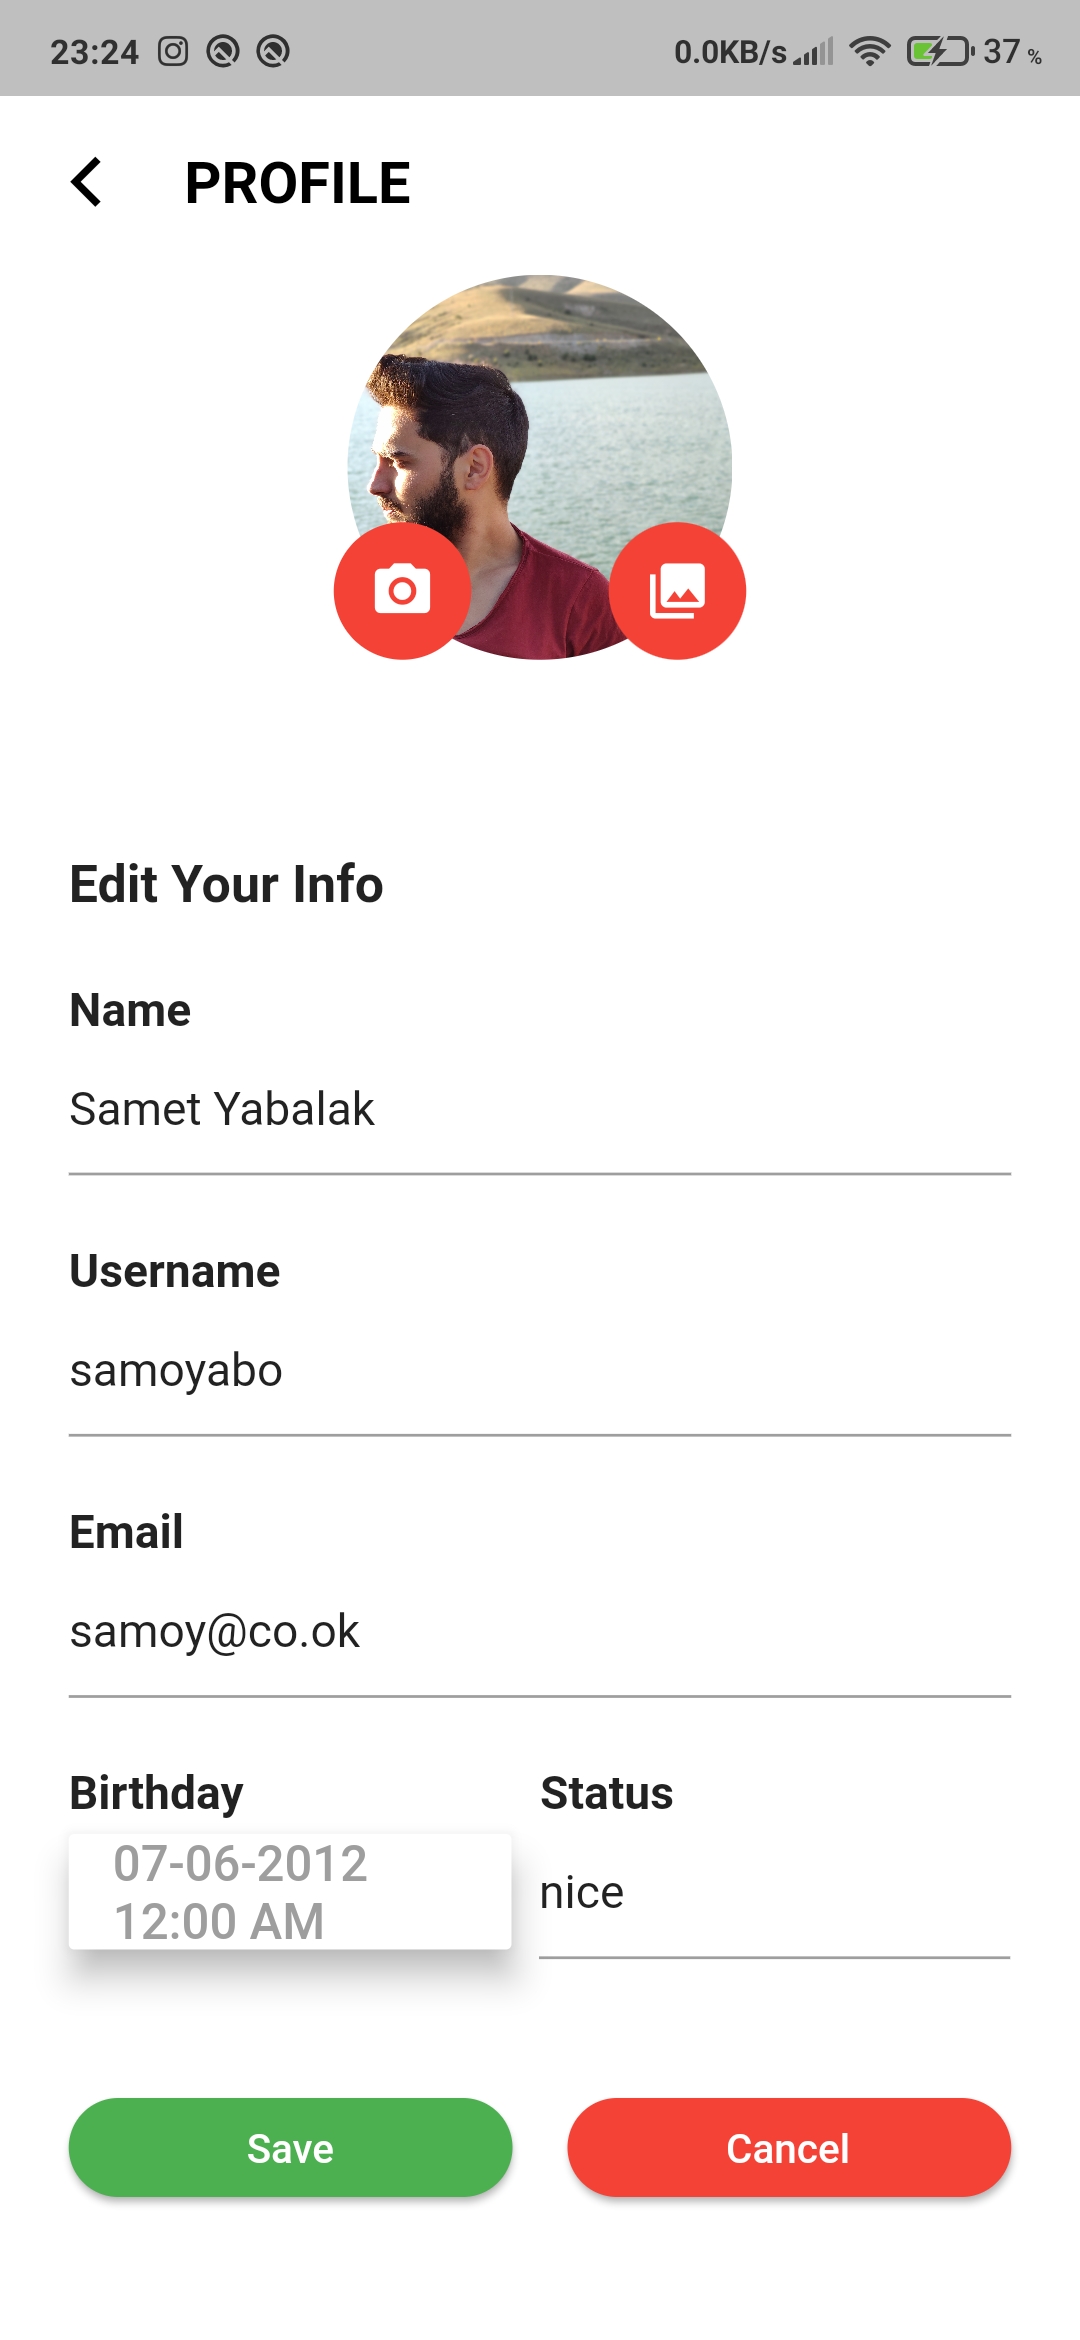 23:24 0.0KB/s 37 %
PROFILE
Edit Your Info
Name
Samet Yabalak
Username
samoyabo
Email
samoy@co.ok
Birthday Status
07-06-2012
12:00 AM
nice
Save Cancel